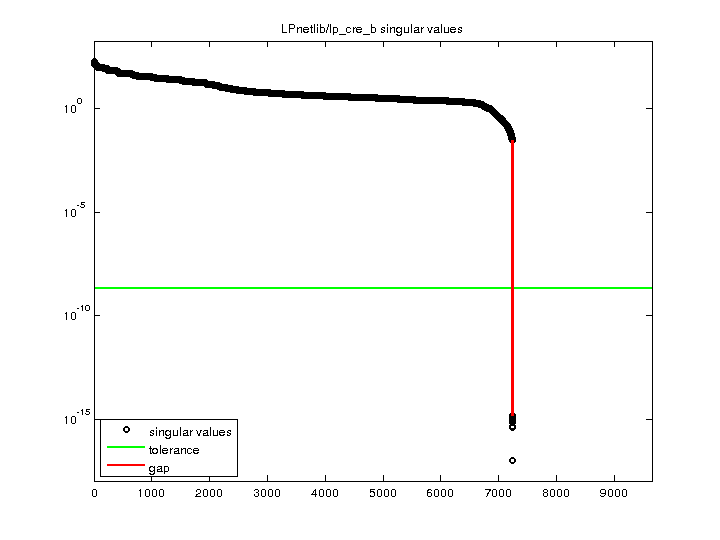 LPnetlib/lp_cre_b singular values
10^0
10^-5
10^-10
10^-15
singular values
tolerance
gap
0 1000 2000 3000 4000 5000 6000 7000 8000 9000